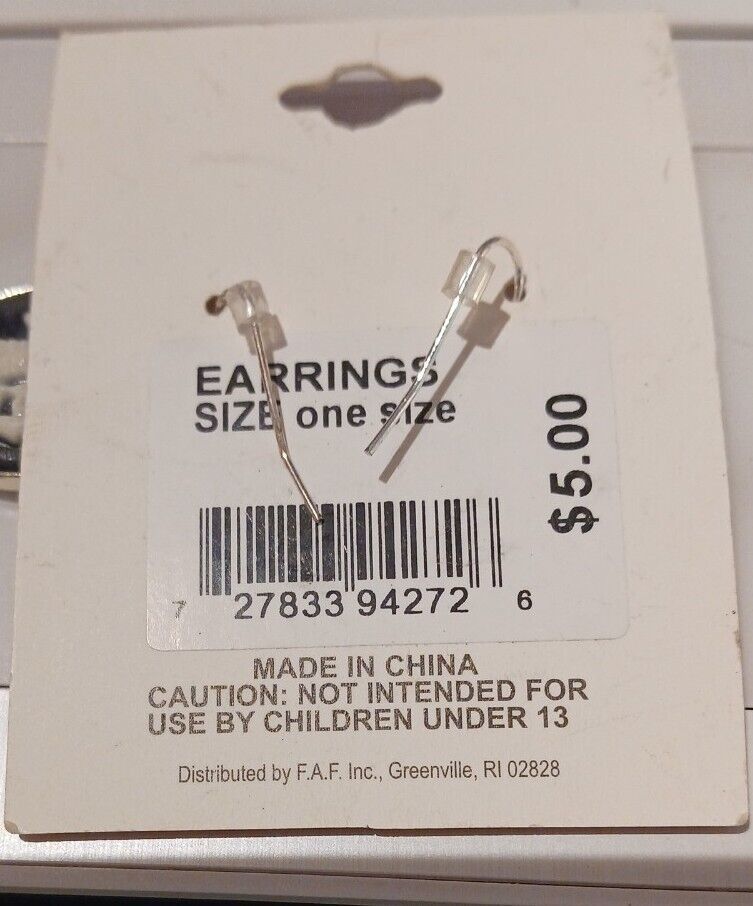 EARRINGS
SIZE one size
$5.00
7 27833 94272 6
MADE IN CHINA
CAUTION: NOT INTENDED FOR
USE BY CHILDREN UNDER 13
Distributed by F.A.F. Inc., Greenville, RI 02828